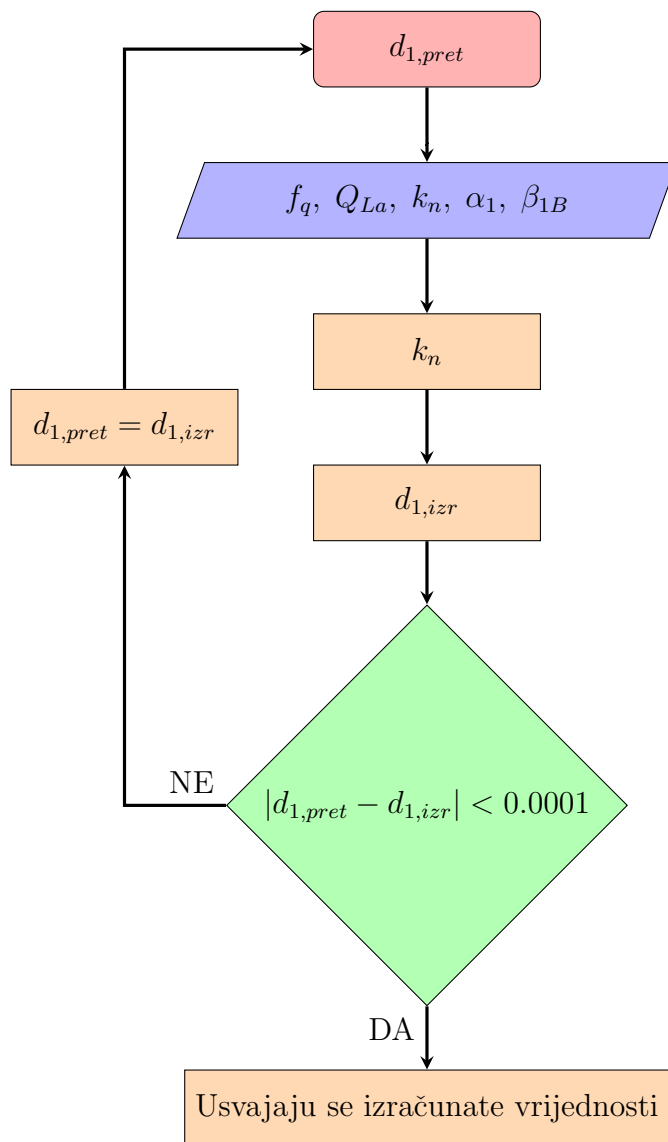 d_{1,pret}
f_q, Q_{La}, k_n, α_1, β_{1B}
k_n
d_{1,pret} = d_{1,izr}
d_{1,izr}
NE
|d_{1,pret} − d_{1,izr}| < 0.0001
DA
Usvajaju se izračunate vrijednosti